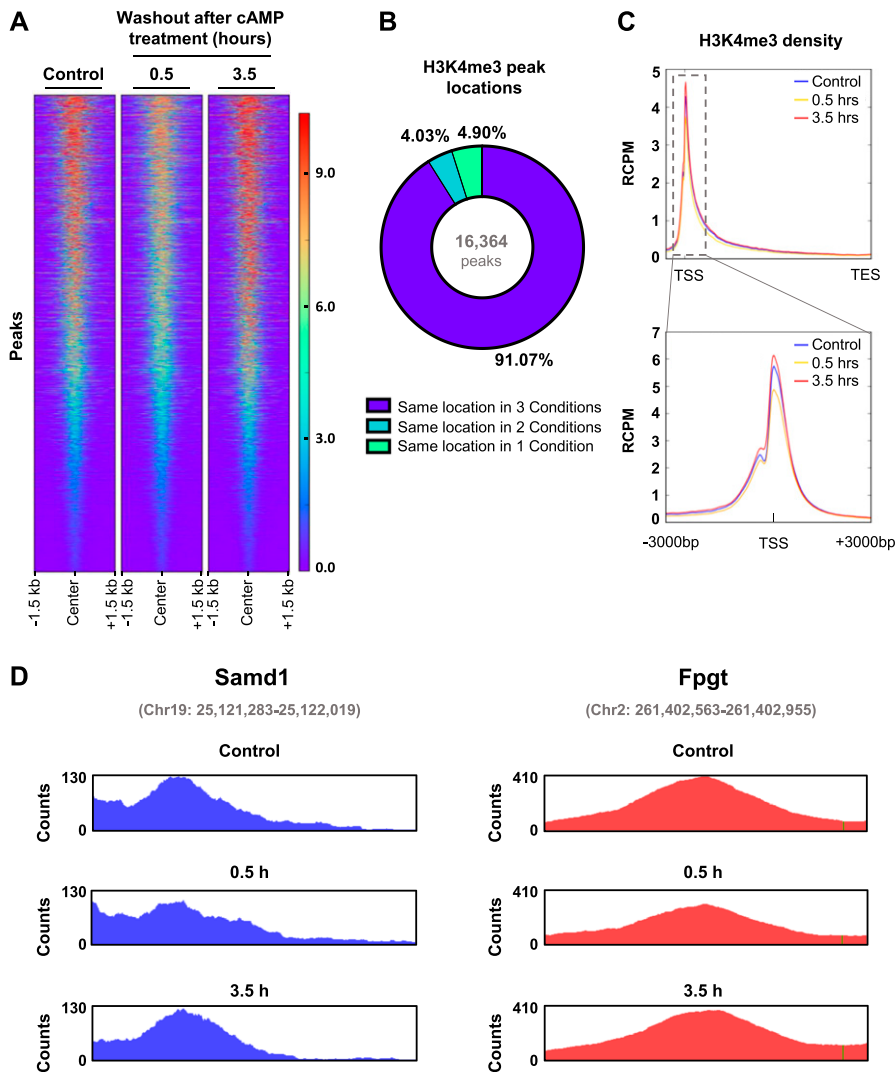 A
Washout after cAMP
treatment (hours)
Control
0.5
3.5
Peaks
9.0
6.0
3.0
0.0
-1.5 kb
Center
+1.5 kb
-1.5 kb
Center
+1.5 kb
-1.5 kb
Center
+1.5 kb
B
H3K4me3 peak
locations
4.03%
4.90%
16,364
peaks
91.07%
Same location in 3 Conditions
Same location in 2 Conditions
Same location in 1 Condition
C
H3K4me3 density
5
4
3
2
1
0
RCPM
Control
0.5 hrs
3.5 hrs
TSS
TES
7
6
5
4
3
2
1
0
RCPM
Control
0.5 hrs
3.5 hrs
-3000bp
TSS
+3000bp
D
Samd1
(Chr19: 25,121,283-25,122,019)
Control
130
0
Counts
0.5 h
130
0
Counts
3.5 h
130
0
Counts
Fpgt
(Chr2: 261,402,563-261,402,955)
Control
410
0
Counts
0.5 h
410
0
Counts
3.5 h
410
0
Counts